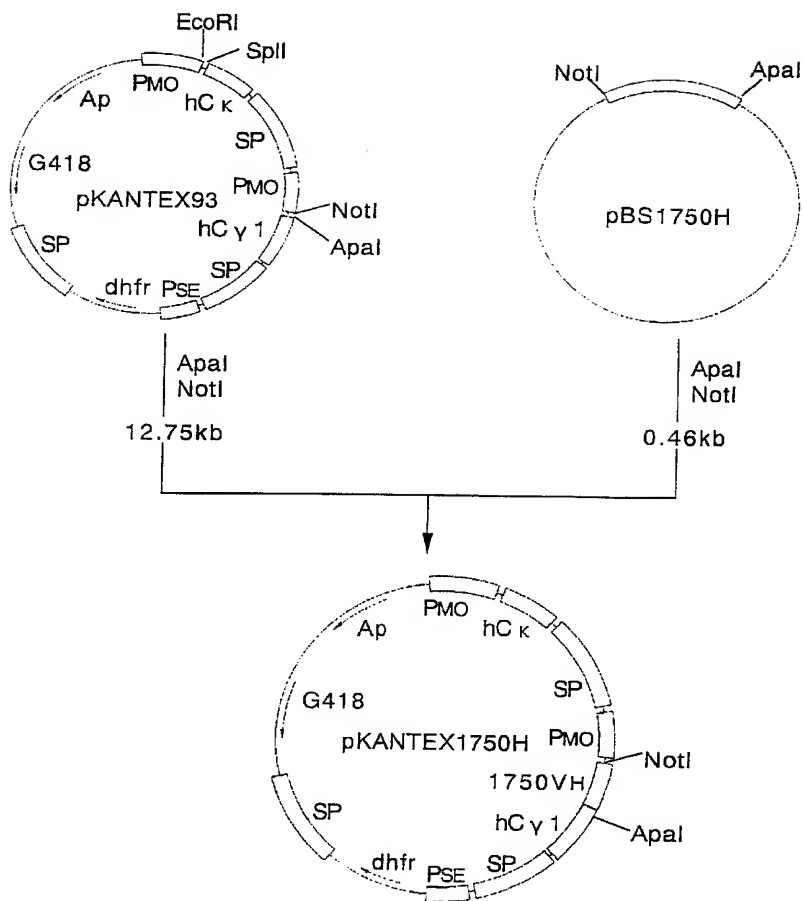 EcoRI
SplI
PMO
hCκ
Ap
SP
G418
PMO
pKANTEX93
NotI
hCγ1
ApaI
SP
SP
dhfr
PSE
NotI
ApaI
pBS1750H
ApaI
NotI
12.75kb
ApaI
NotI
0.46kb
PMO
hCκ
Ap
SP
G418
pKANTEX1750H
PMO
NotI
1750VH
hCγ1
ApaI
SP
SP
dhfr
PSE